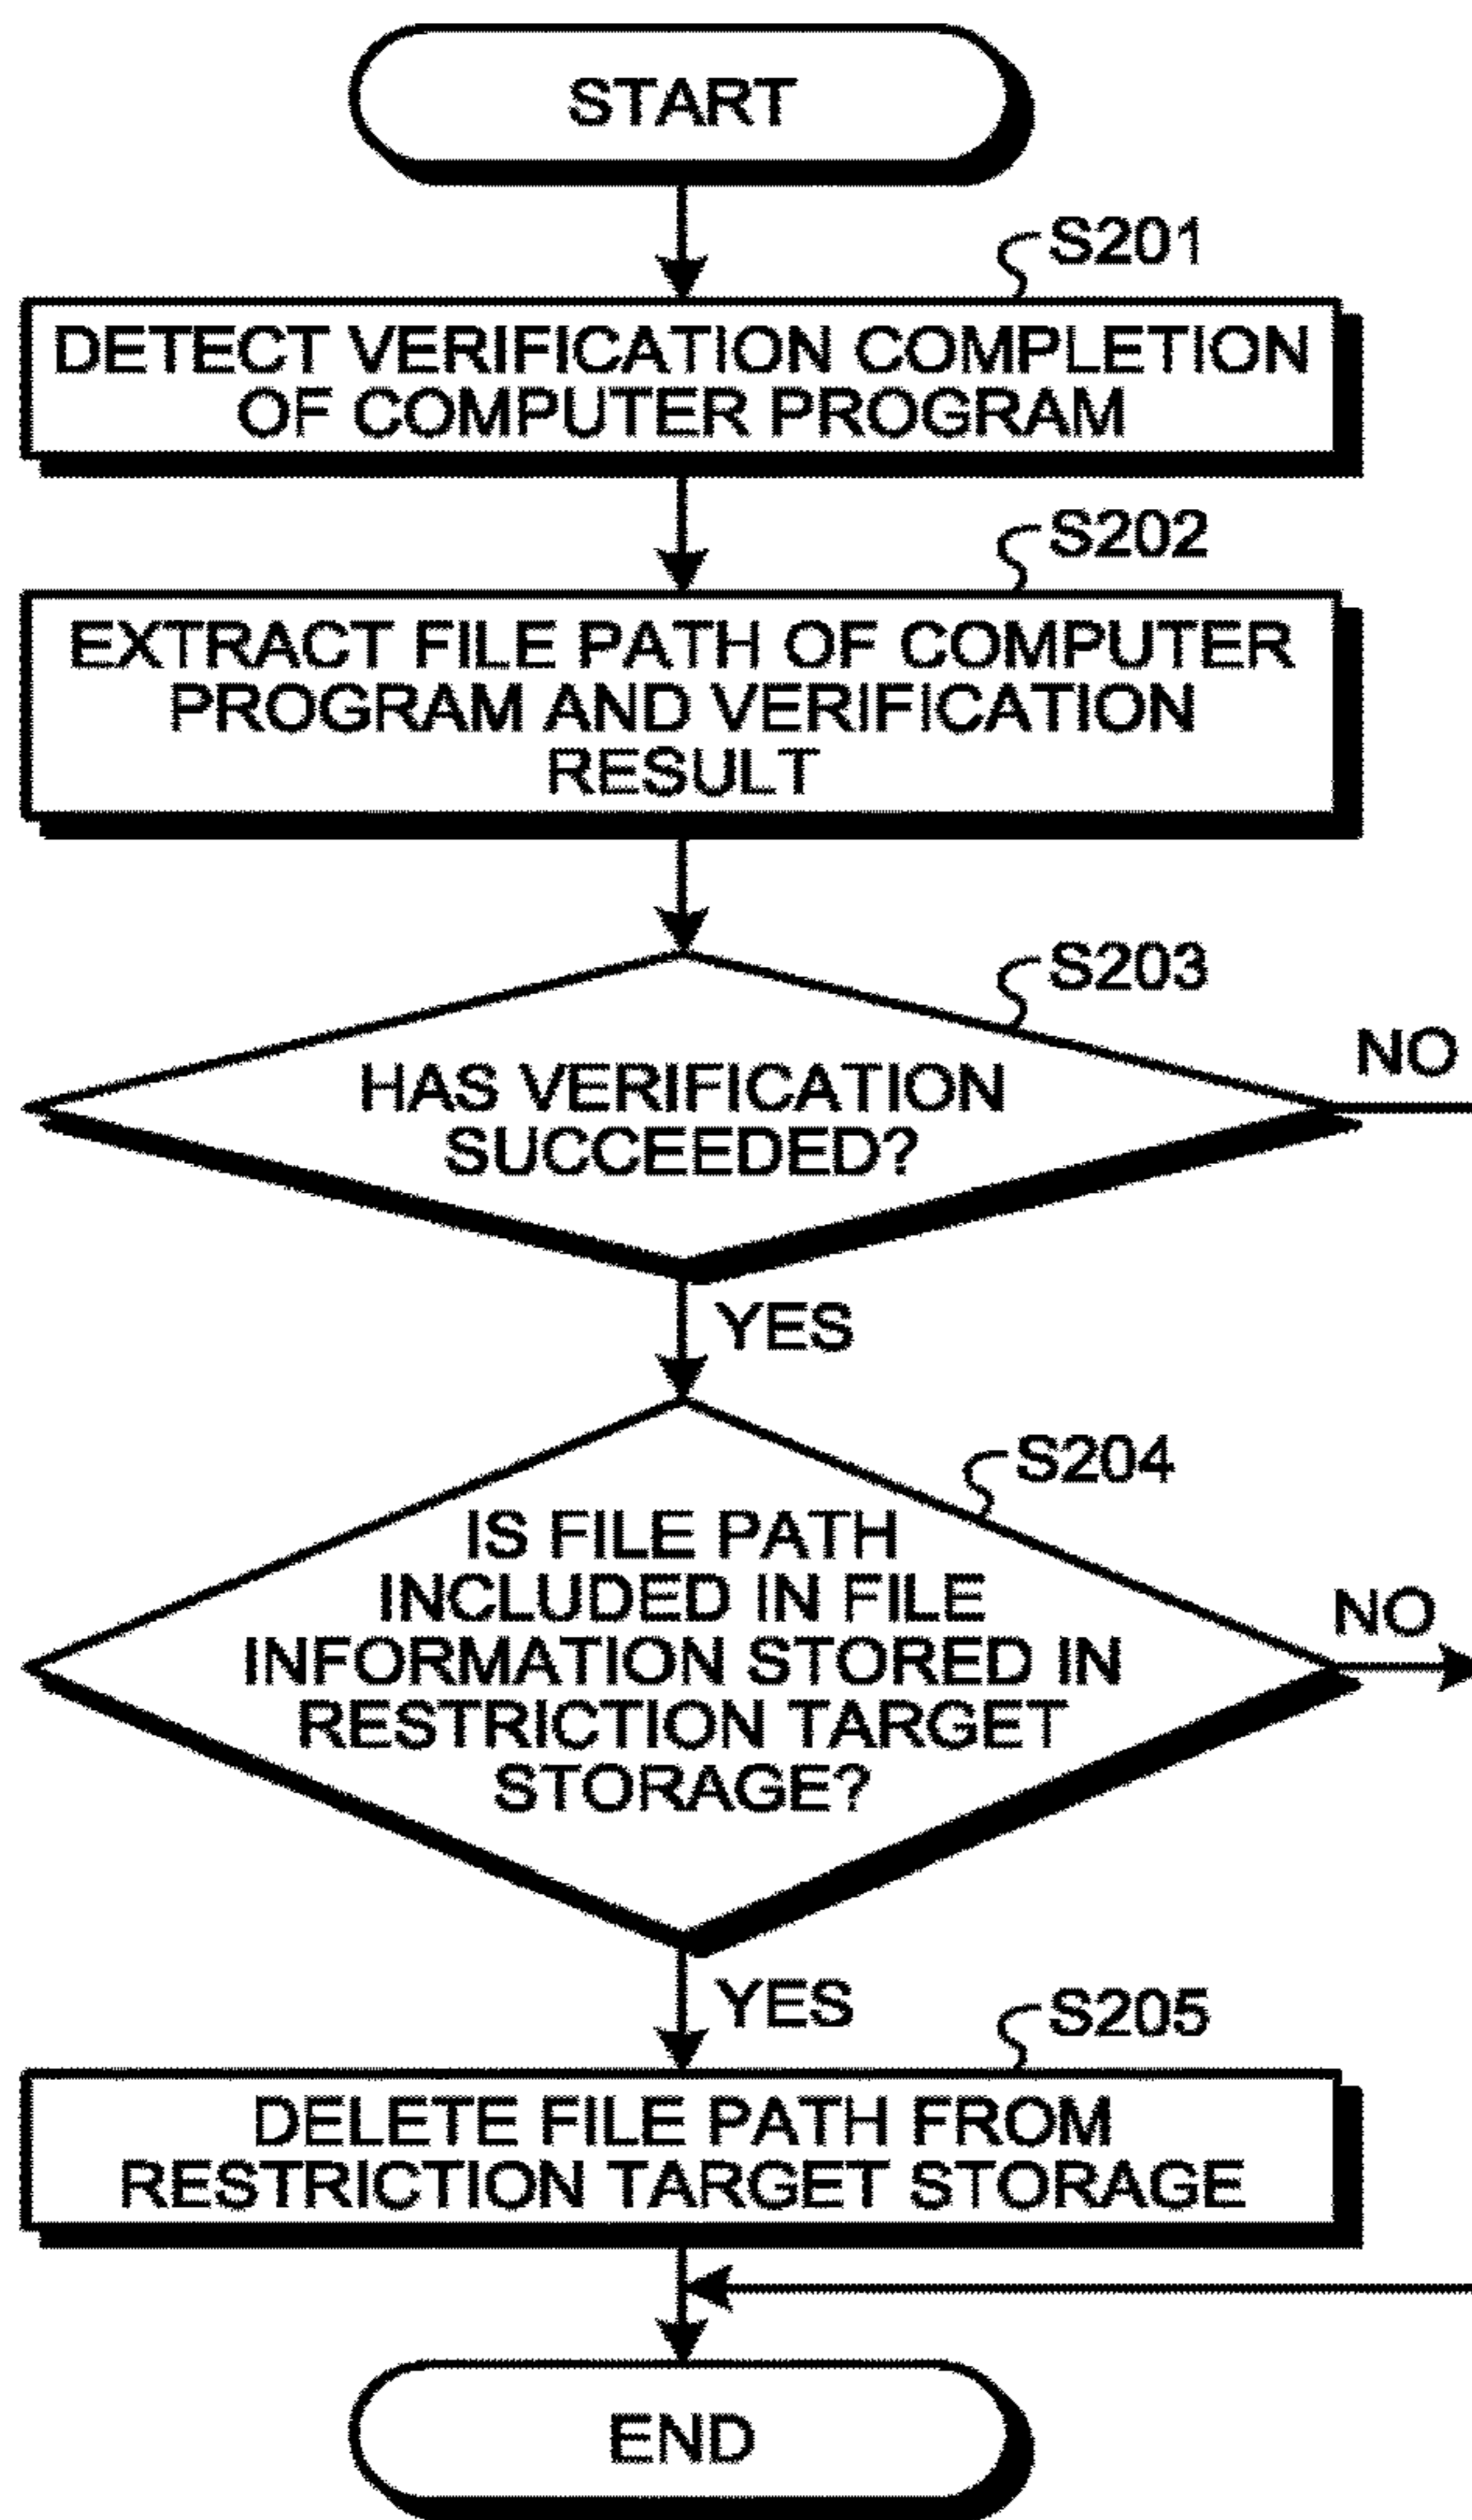 START
S201
DETECT VERIFICATION COMPLETION
OF COMPUTER PROGRAM
S202
EXTRACT FILE PATH OF COMPUTER
PROGRAM AND VERIFICATION
RESULT
S203
HAS VERIFICATION
SUCCEEDED?
NO
YES
S204
IS FILE PATH
INCLUDED IN FILE
INFORMATION STORED IN
RESTRICTION TARGET
STORAGE?
NO
YES
S205
DELETE FILE PATH FROM
RESTRICTION TARGET STORAGE
END